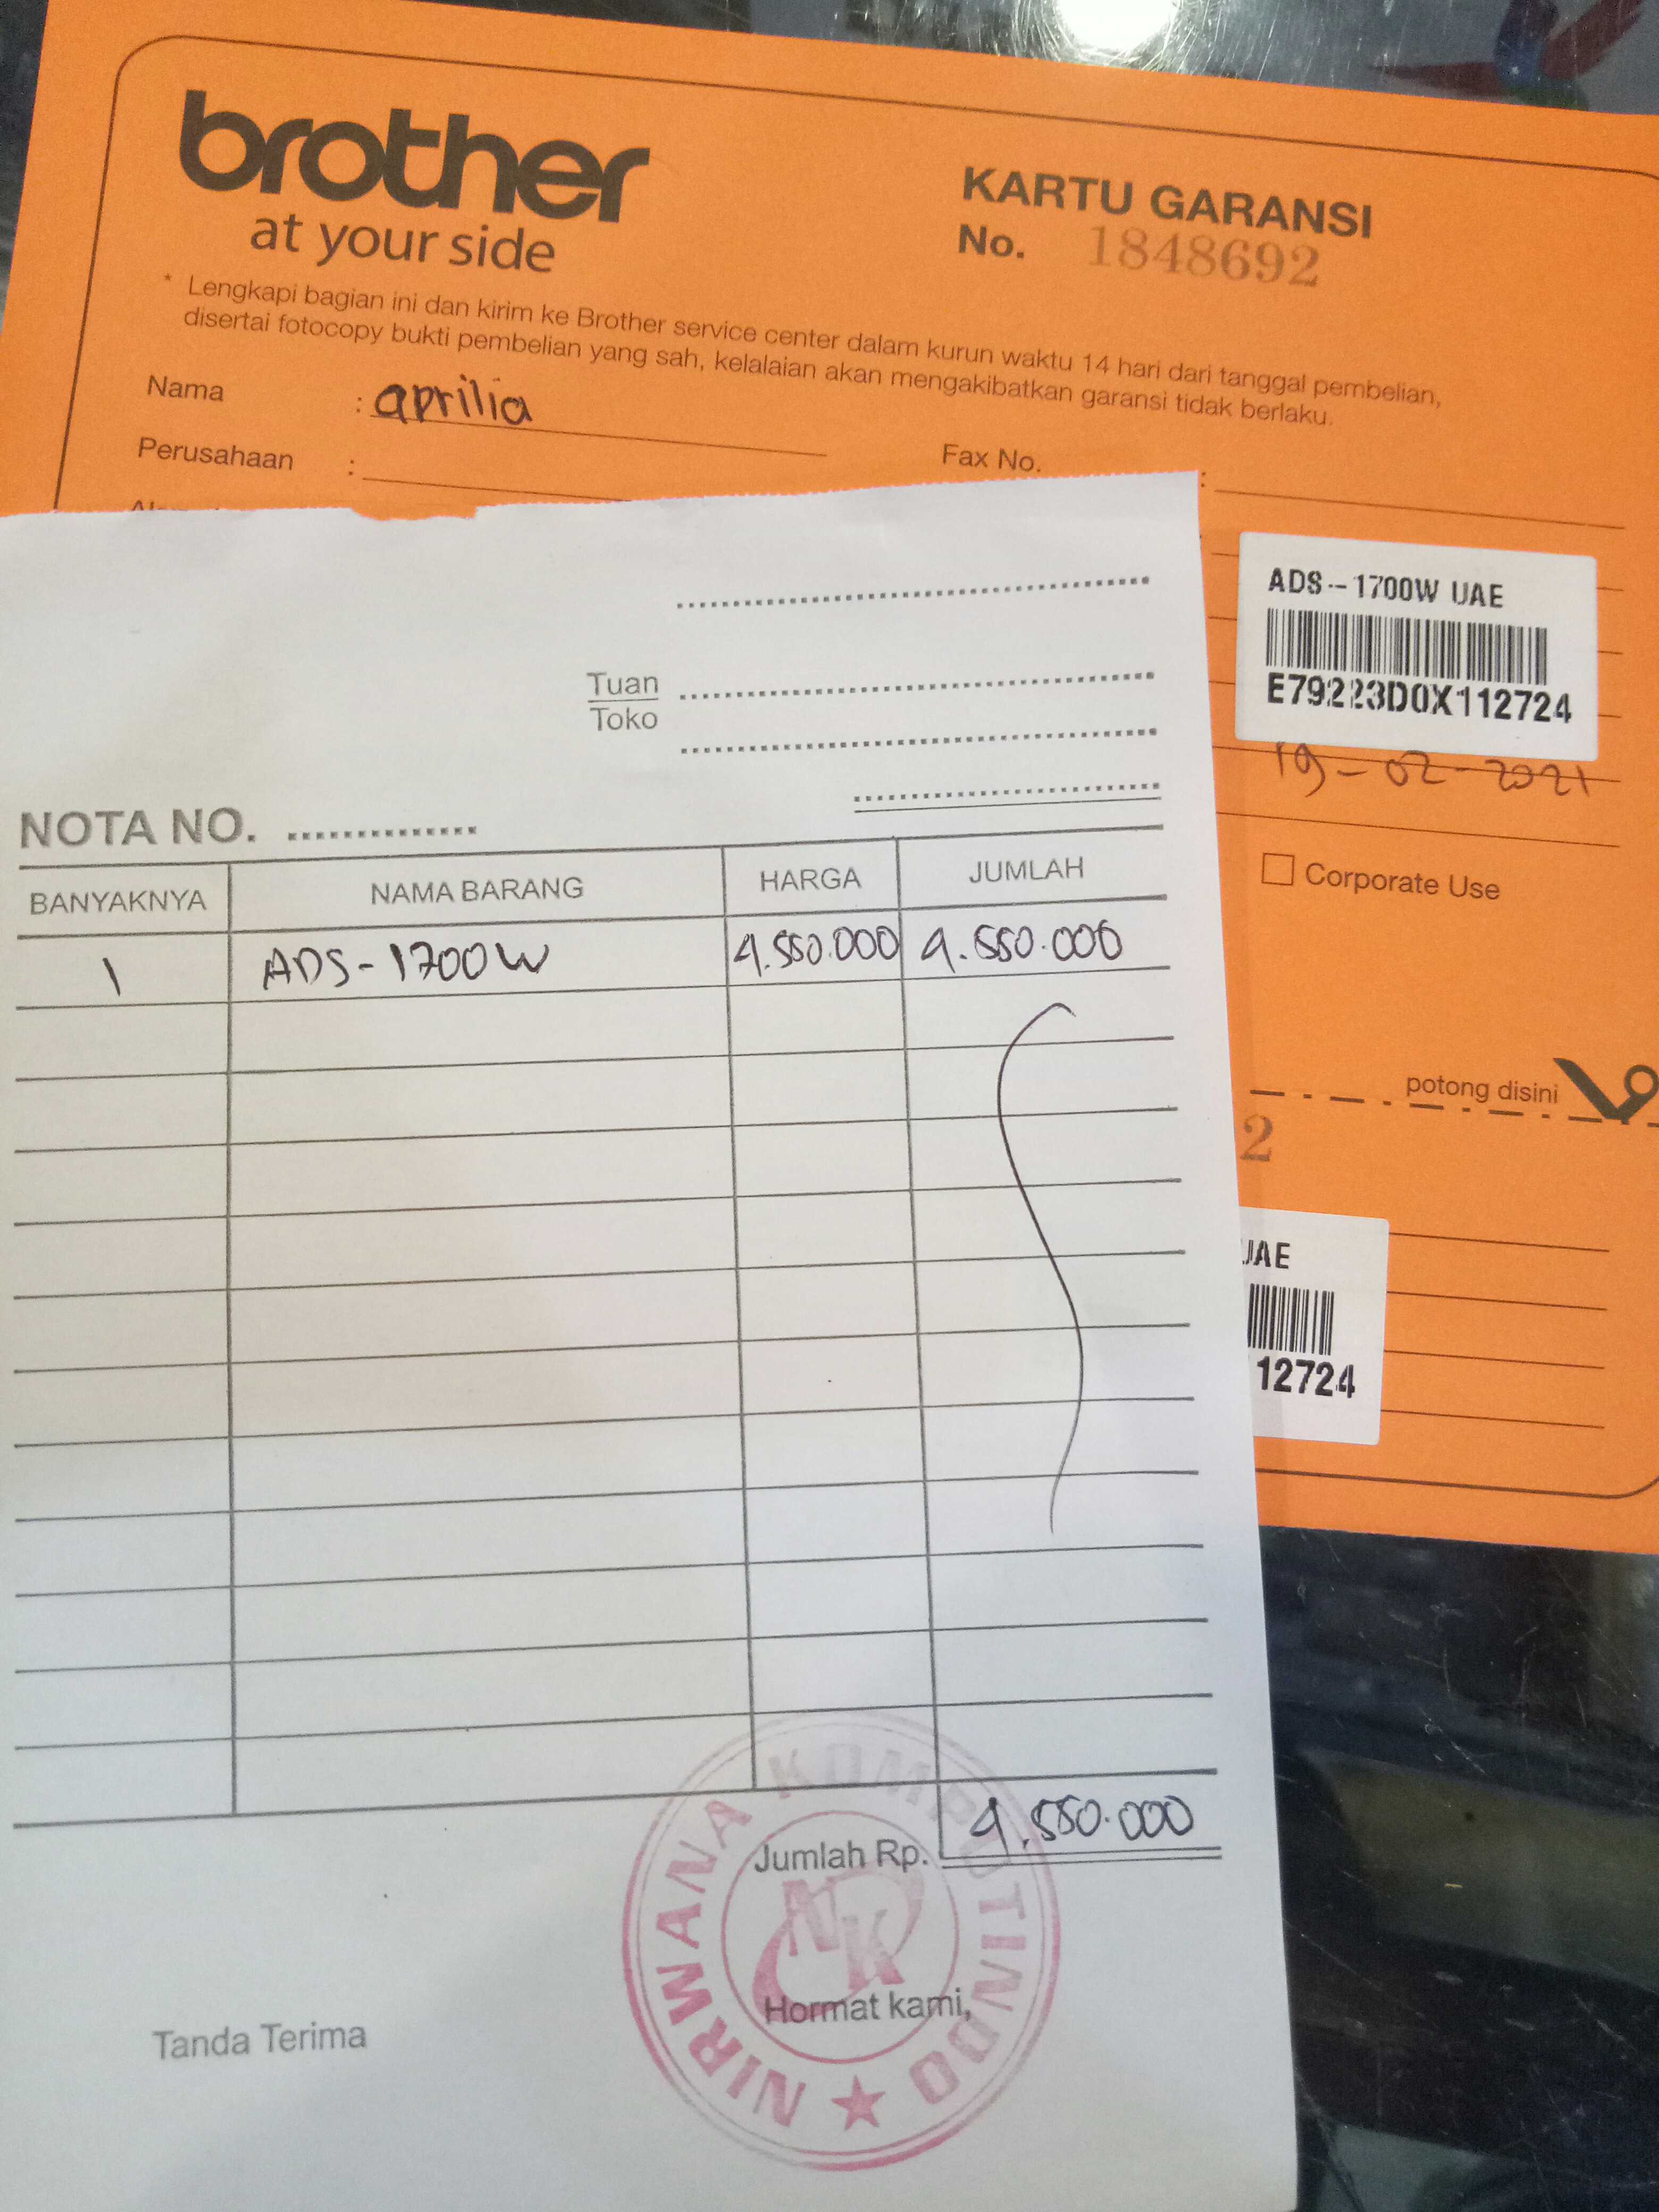 brother
at your side
KARTU GARANSI
No. 1848692
* Lengkapi bagian ini dan kirim ke Brother service center dalam kurun waktu 14 hari dari tanggal pembelian,
disertai fotocopy bukti pembelian yang sah, kelalaian akan mengakibatkan garansi tidak berlaku.
Nama : aprilia
Perusahaan :
Fax No. :
ADS-1700W UAE
E79223D0X112724
19-02-2021
Corporate Use
potong disini
2
UAE
12724
Tuan
Toko
NOTA NO.
BANYAKNYA NAMA BARANG HARGA JUMLAH
1 ADS-1700W 4.550.000 4.550.000
Jumlah Rp. 4.550.000
Tanda Terima
Hormat kami,
NIRWANA KOMPUTINDO
NK